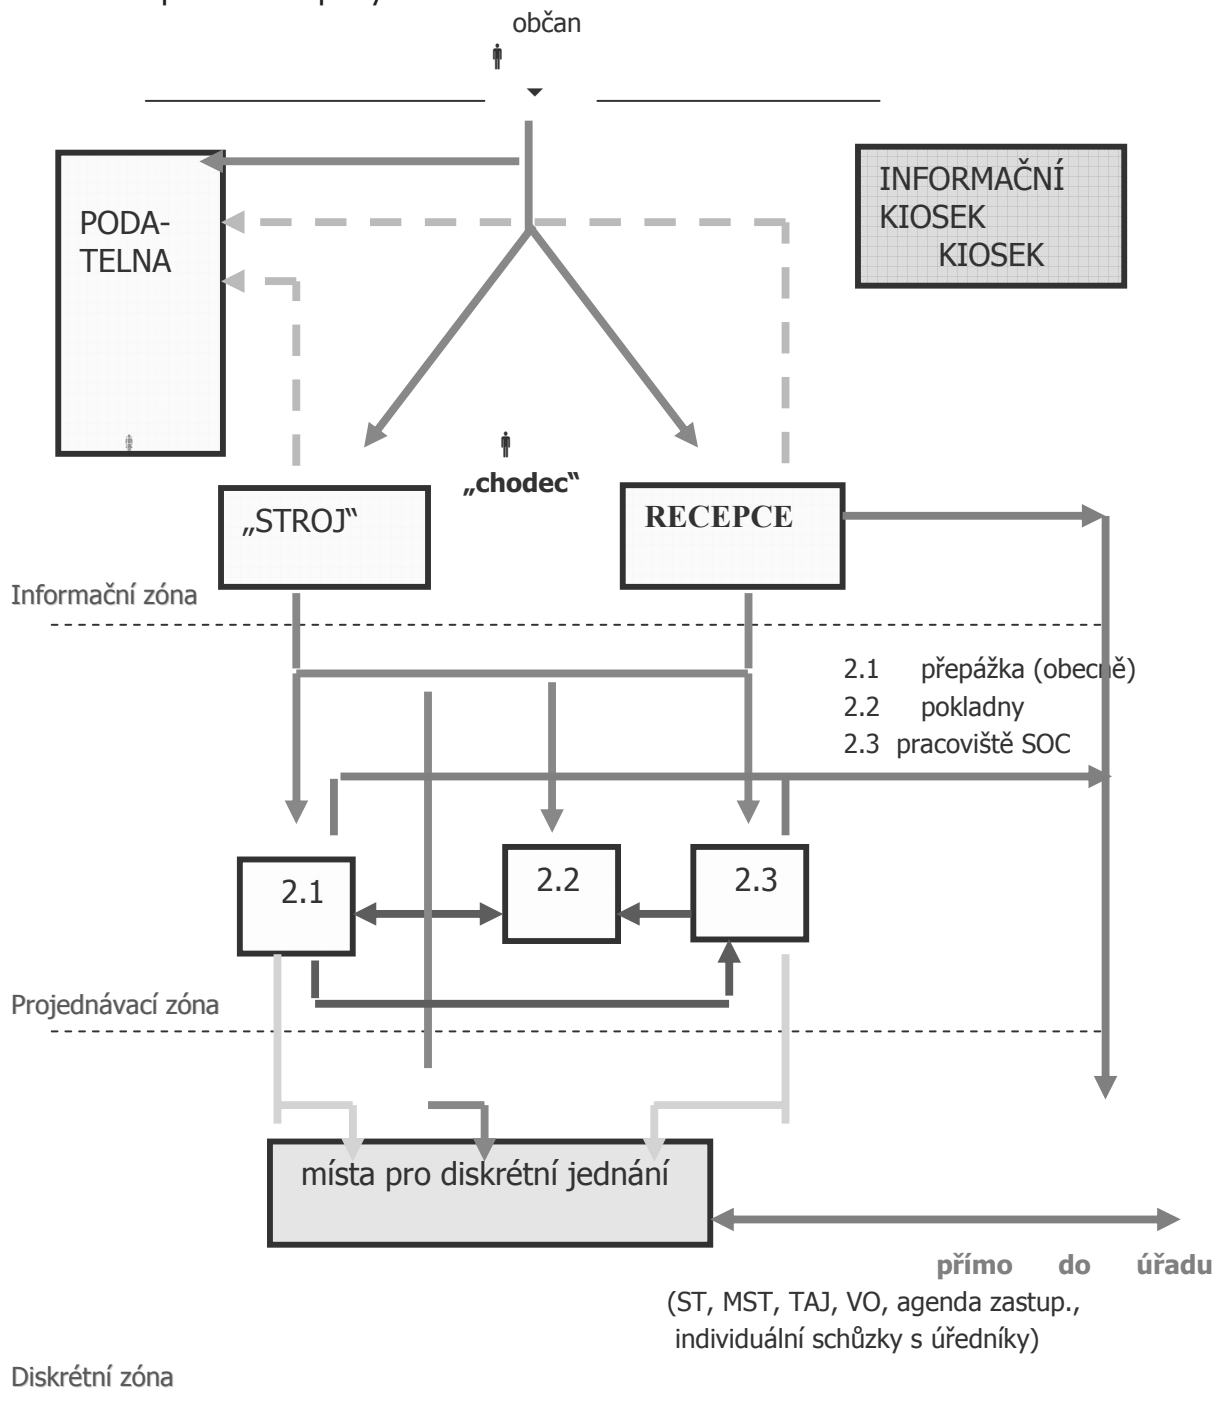 občan
INFORMAČNÍ
KIOSEK
KIOSEK
PODA-
TELNA
„chodec“
„STROJ“
RECEPCE
Informační zóna
2.1 přepážka (obecně)
2.2 pokladny
2.3 pracoviště SOC
2.1
2.2
2.3
Projednávací zóna
místa pro diskrétní jednání
přímo do úřadu
(ST, MST, TAJ, VO, agenda zastup.,
individuální schůzky s úředníky)
Diskrétní zóna